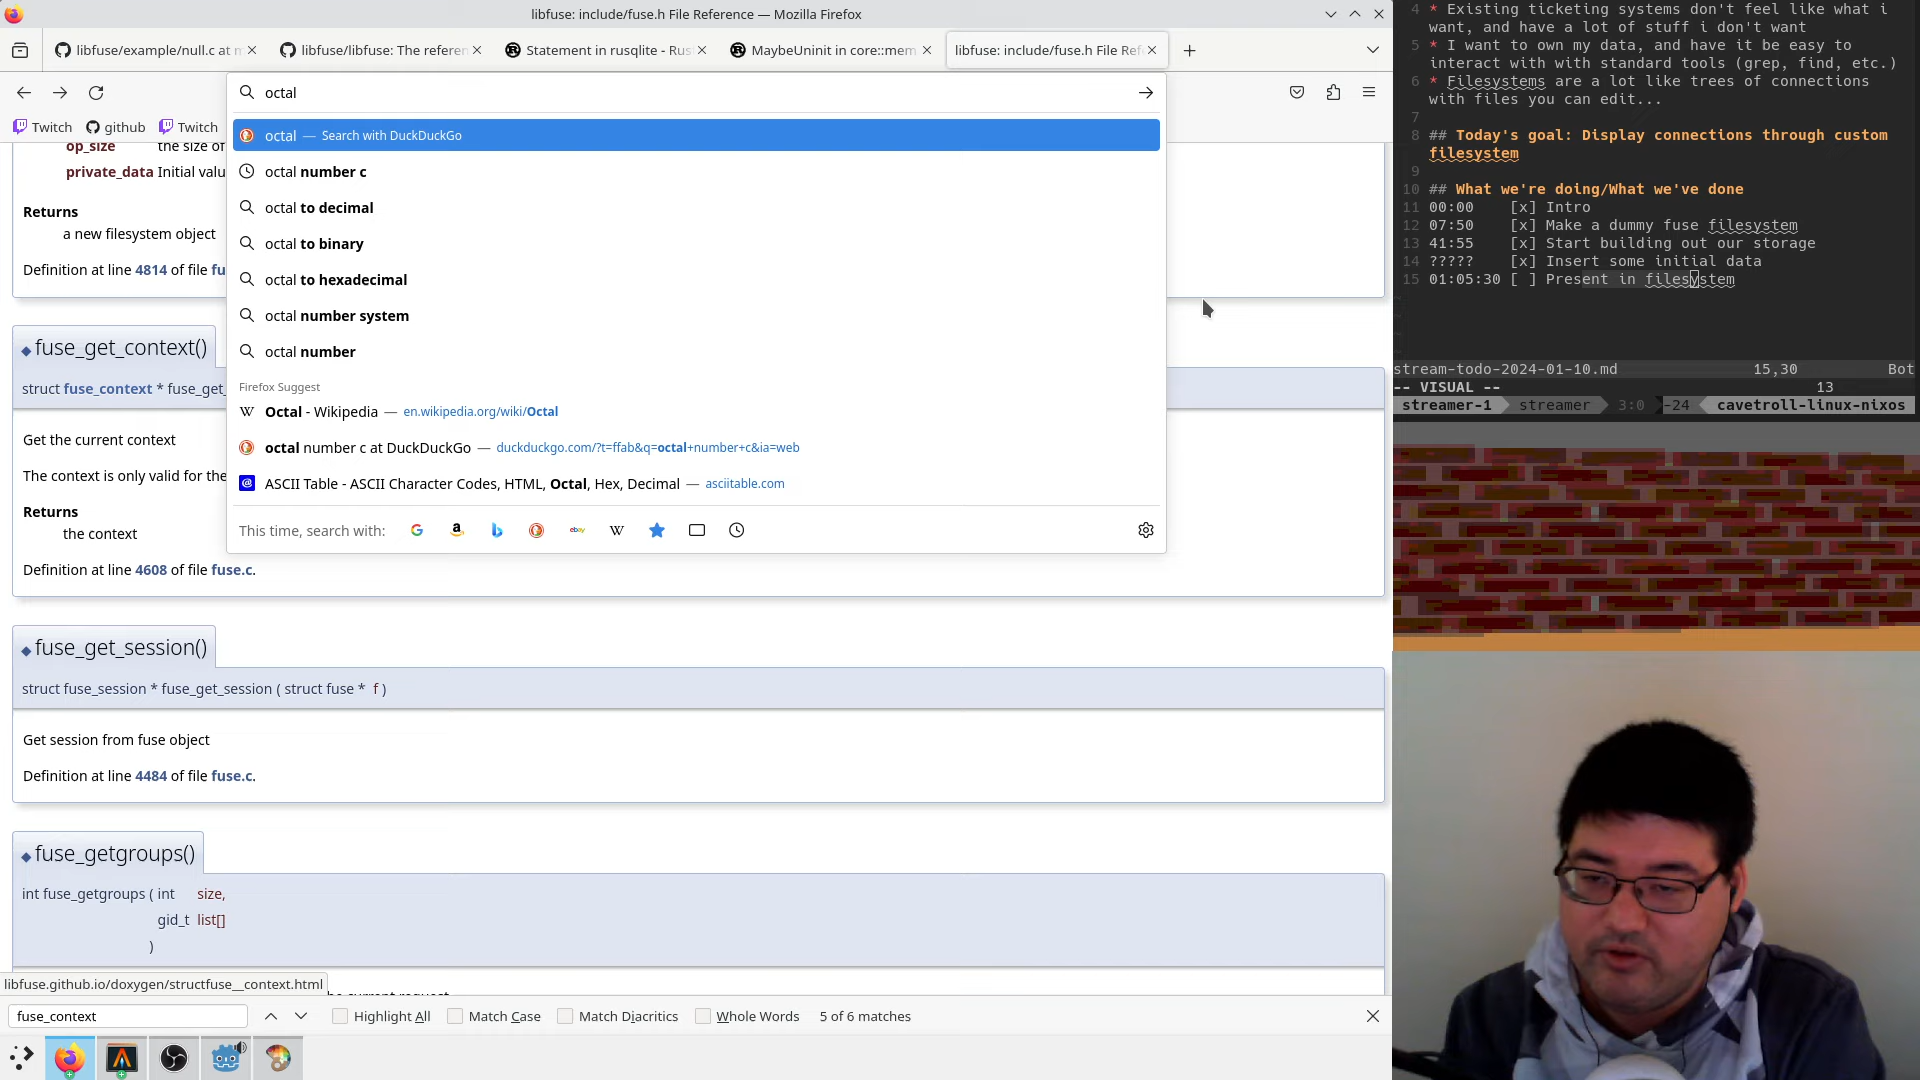 libfuse: include/fuse.h File Reference — Mozilla Firefox
libfuse/example/null.c at m
libfuse/libfuse: The referen
Statement in rusqlite - Rus
MaybeUninit in core::mem
libfuse: include/fuse.h File Ref
octal
Twitch
github
Twitch
octal — Search with DuckDuckGo
octal number c
octal to decimal
octal to binary
octal to hexadecimal
octal number system
octal number
Firefox Suggest
Octal - Wikipedia — en.wikipedia.org/wiki/Octal
octal number c at DuckDuckGo — duckduckgo.com/?t=ffab&q=octal+number+c&ia=web
ASCII Table - ASCII Character Codes, HTML, Octal, Hex, Decimal — asciitable.com
This time, search with:
op_size the size of
private_data Initial valu
Returns
a new filesystem object
Definition at line 4814 of file fu
fuse_get_context()
struct fuse_context * fuse_get_
Get the current context
The context is only valid for the
Returns
the context
Definition at line 4608 of file fuse.c.
fuse_get_session()
struct fuse_session * fuse_get_session ( struct fuse * f )
Get session from fuse object
Definition at line 4484 of file fuse.c.
fuse_getgroups()
int fuse_getgroups ( int size,
gid_t list[]
)
libfuse.github.io/doxygen/structfuse__context.html
fuse_context
Highlight All
Match Case
Match Diacritics
Whole Words
5 of 6 matches
4 * Existing ticketing systems don't feel like what i
want, and have a lot of stuff i don't want
5 * I want to own my data, and have it be easy to
interact with with standard tools (grep, find, etc.)
6 * Filesystems are a lot like trees of connections
with files you can edit...
7
8 ## Today's goal: Display connections through custom
filesystem
9
10 ## What we're doing/What we've done
11 00:00 [x] Intro
12 07:50 [x] Make a dummy fuse filesystem
13 41:55 [x] Start building out our storage
14 ????? [x] Insert some initial data
15 01:05:30 [ ] Present in filesystem
stream-todo-2024-01-10.md 15,30 Bot
-- VISUAL -- 13
streamer-1 streamer 3:0 -24 cavetroll-linux-nixos